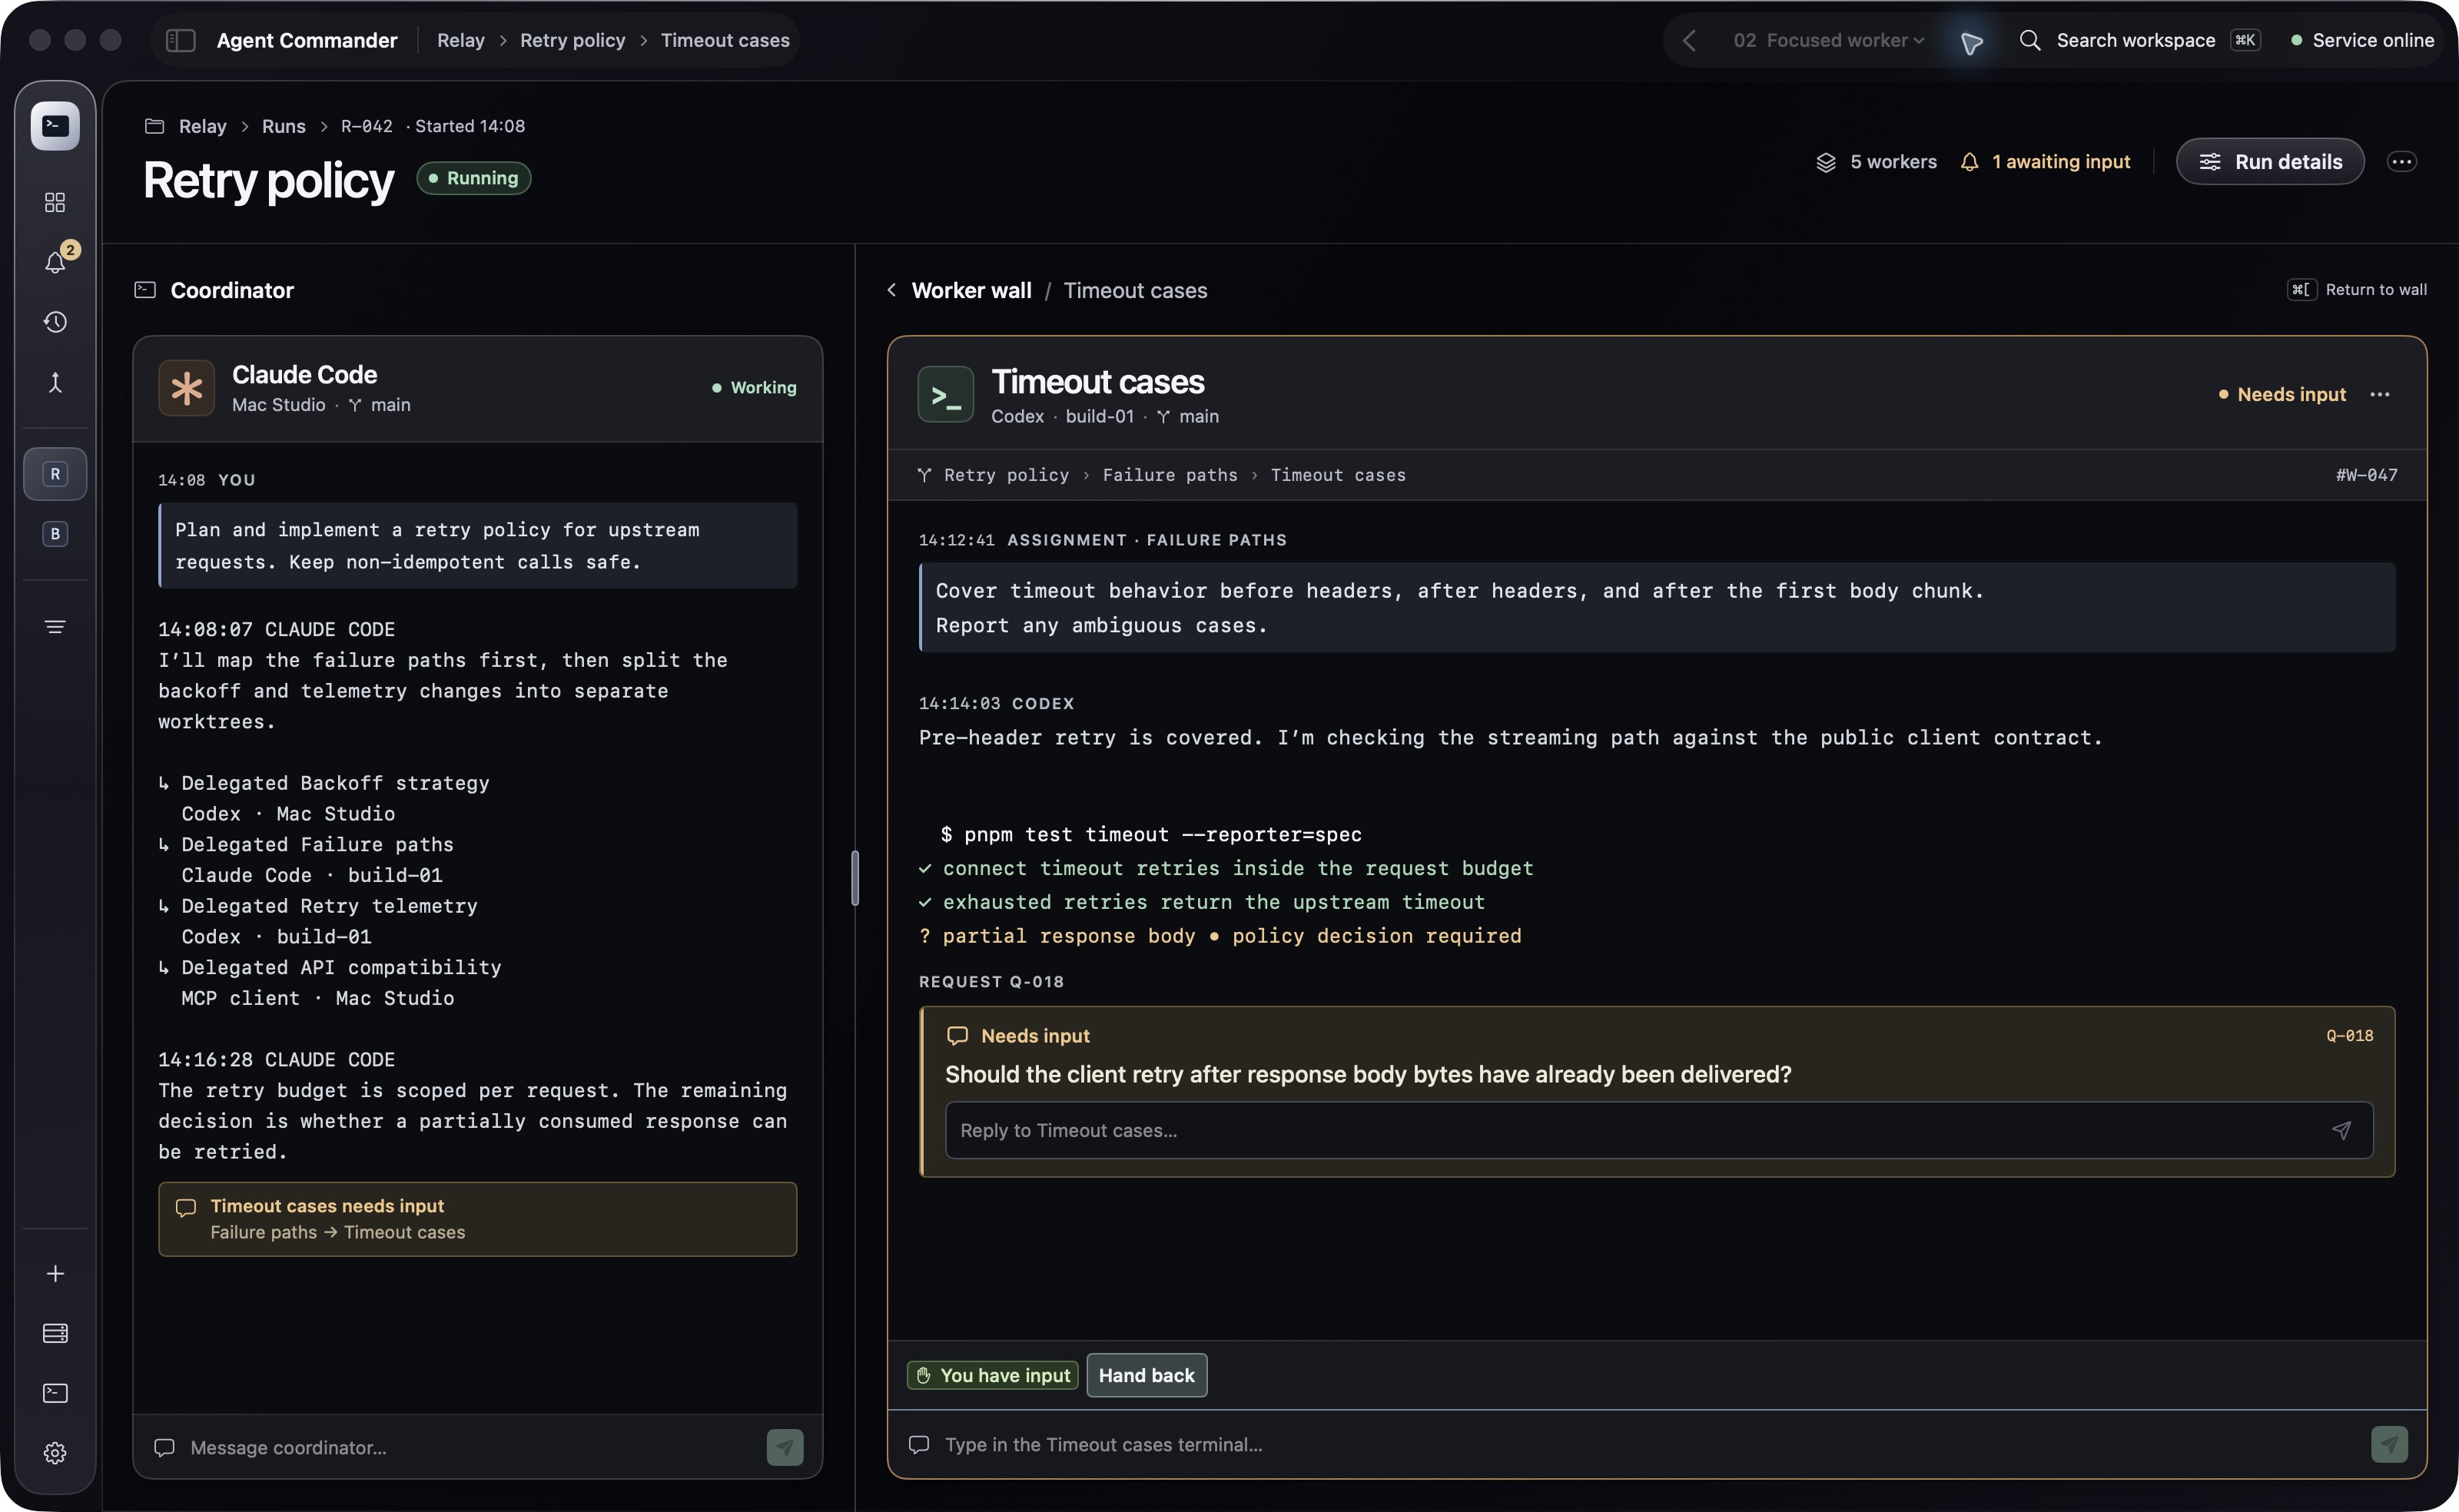 Agent Commander
Relay > Retry policy > Timeout cases
02 Focused worker
Search workspace ⌘K
Service online
2
R
B
Relay > Runs > R-042 · Started 14:08
Retry policy
Running
5 workers
1 awaiting input
Run details
Coordinator
Claude Code
Mac Studio · main
Working
14:08 YOU
Plan and implement a retry policy for upstream
requests. Keep non-idempotent calls safe.
14:08:07 CLAUDE CODE
I’ll map the failure paths first, then split the
backoff and telemetry changes into separate
worktrees.
↳ Delegated Backoff strategy
Codex · Mac Studio
↳ Delegated Failure paths
Claude Code · build-01
↳ Delegated Retry telemetry
Codex · build-01
↳ Delegated API compatibility
MCP client · Mac Studio
14:16:28 CLAUDE CODE
The retry budget is scoped per request. The remaining
decision is whether a partially consumed response can
be retried.
Timeout cases needs input
Failure paths → Timeout cases
Message coordinator...
Worker wall / Timeout cases
⌘[ Return to wall
Timeout cases
Codex · build-01 · main
Needs input
Retry policy › Failure paths › Timeout cases
#W-047
14:12:41 ASSIGNMENT · FAILURE PATHS
Cover timeout behavior before headers, after headers, and after the first body chunk.
Report any ambiguous cases.
14:14:03 CODEX
Pre-header retry is covered. I’m checking the streaming path against the public client contract.
$ pnpm test timeout --reporter=spec
✓ connect timeout retries inside the request budget
✓ exhausted retries return the upstream timeout
? partial response body • policy decision required
REQUEST Q-018
Needs input
Q-018
Should the client retry after response body bytes have already been delivered?
Reply to Timeout cases...
You have input
Hand back
Type in the Timeout cases terminal...